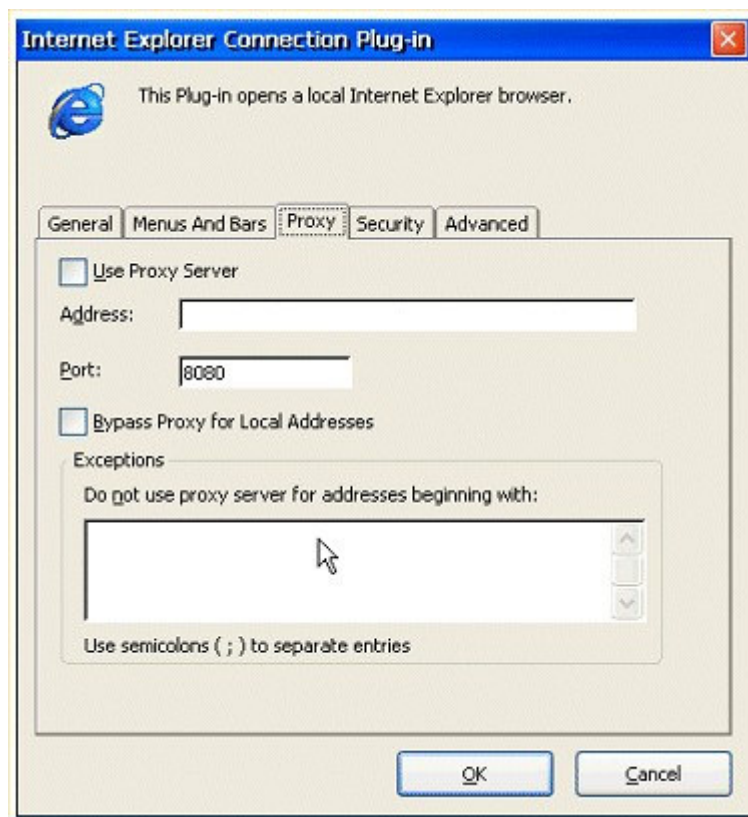 Internet Explorer Connection Plug-in
This Plug-in opens a local Internet Explorer browser.
General Menus And Bars Proxy Security Advanced
Use Proxy Server
Address:
Port: 8080
Bypass Proxy for Local Addresses
Exceptions
Do not use proxy server for addresses beginning with:
Use semicolons ( ; ) to separate entries
OK Cancel